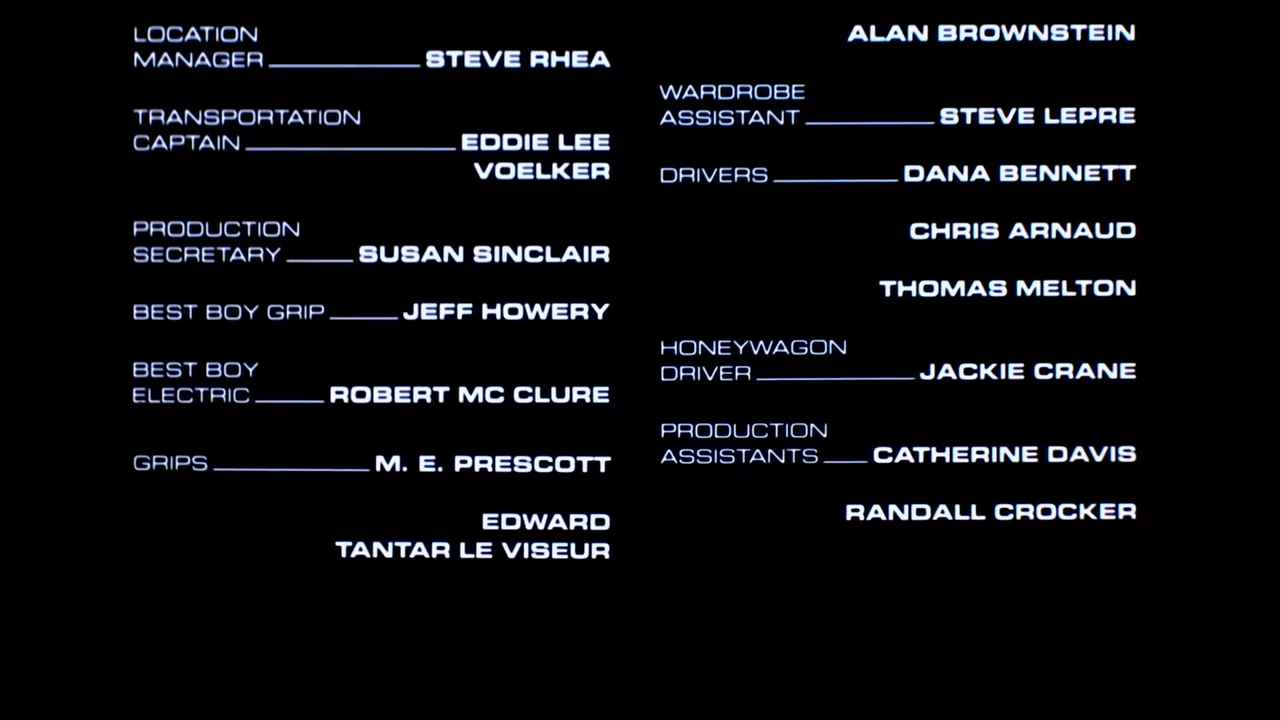 LOCATION
MANAGER STEVE RHEA
TRANSPORTATION
CAPTAIN EDDIE LEE
VOELKER
PRODUCTION
SECRETARY SUSAN SINCLAIR
BEST BOY GRIP JEFF HOWERY
BEST BOY
ELECTRIC ROBERT MC CLURE
GRIPS M. E. PRESCOTT
EDWARD
TANTAR LE VISEUR
ALAN BROWNSTEIN
WARDROBE
ASSISTANT STEVE LEPRE
DRIVERS DANA BENNETT
CHRIS ARNAUD
THOMAS MELTON
HONEYWAGON
DRIVER JACKIE CRANE
PRODUCTION
ASSISTANTS CATHERINE DAVIS
RANDALL CROCKER